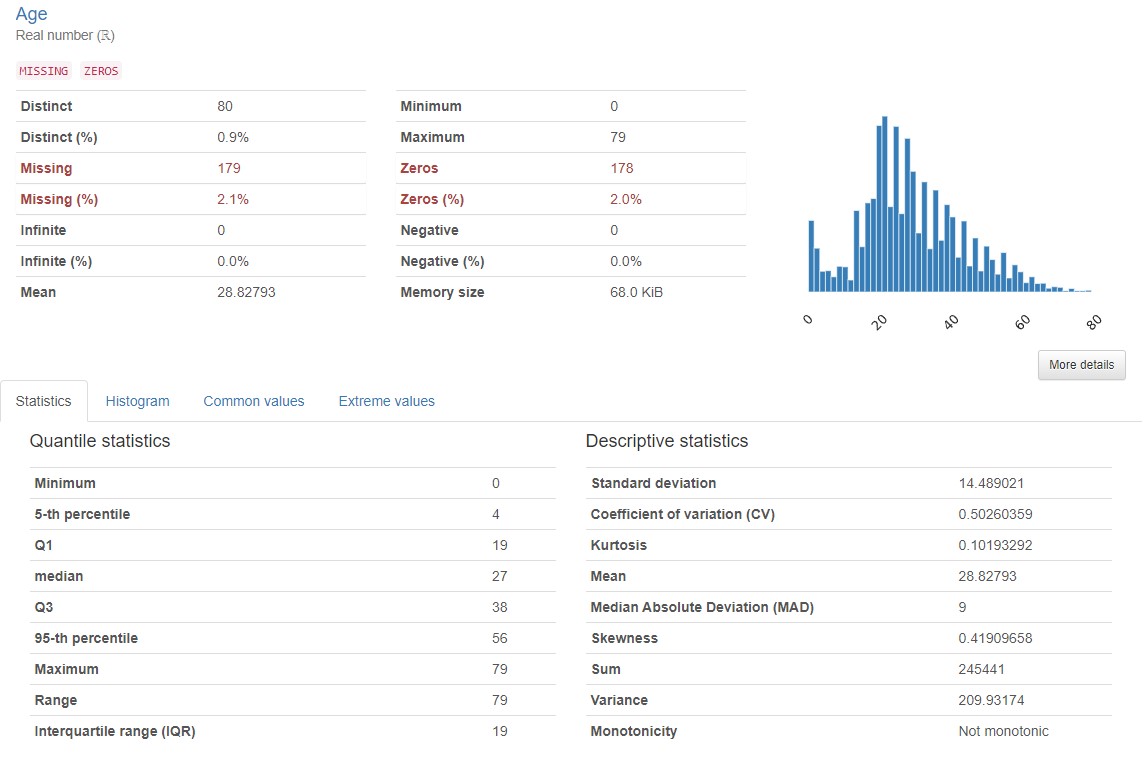 Age
Real number (ℝ)
MISSING ZEROS
Distinct 80
Distinct (%) 0.9%
Missing 179
Missing (%) 2.1%
Infinite 0
Infinite (%) 0.0%
Mean 28.82793
Minimum 0
Maximum 79
Zeros 178
Zeros (%) 2.0%
Negative 0
Negative (%) 0.0%
Memory size 68.0 KiB
0 20 40 60 80
More details
Statistics Histogram Common values Extreme values
Quantile statistics
Minimum 0
5-th percentile 4
Q1 19
median 27
Q3 38
95-th percentile 56
Maximum 79
Range 79
Interquartile range (IQR) 19
Descriptive statistics
Standard deviation 14.489021
Coefficient of variation (CV) 0.50260359
Kurtosis 0.10193292
Mean 28.82793
Median Absolute Deviation (MAD) 9
Skewness 0.41909658
Sum 245441
Variance 209.93174
Monotonicity Not monotonic